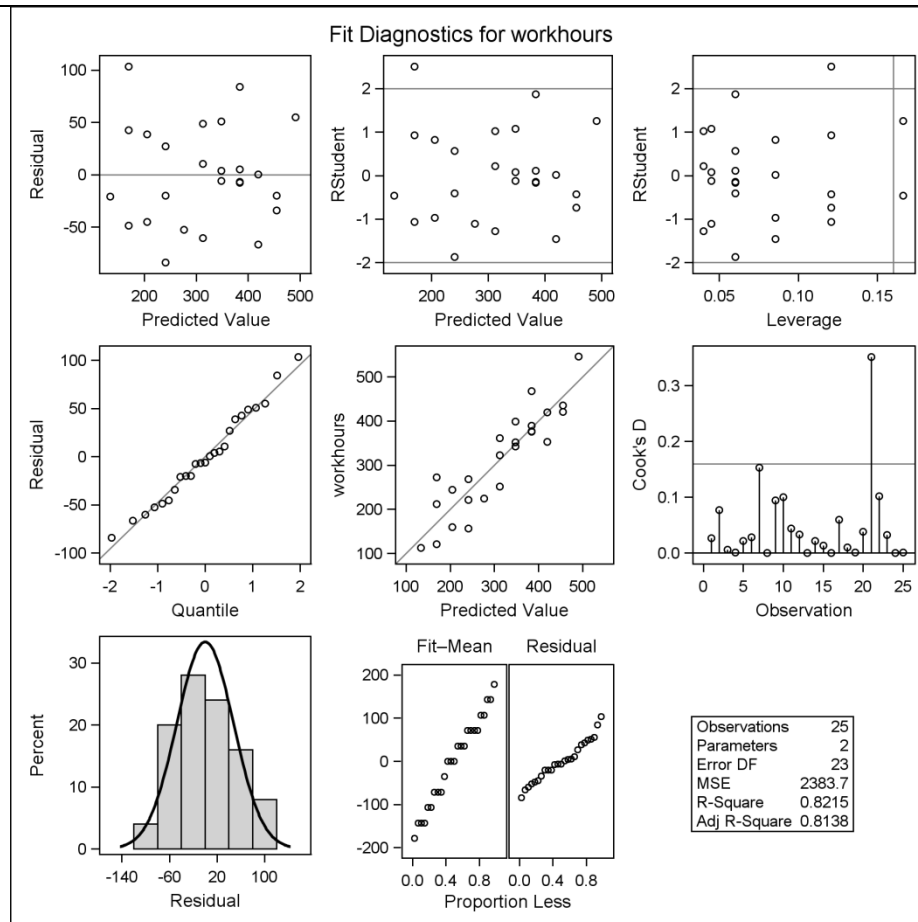 Fit Diagnostics for workhours
Residual
100
50
0
-50
200 300 400 500
Predicted Value
RStudent
2
1
0
-1
-2
200 300 400 500
Predicted Value
RStudent
2
1
0
-1
-2
0.05 0.10 0.15
Leverage
Residual
100
50
0
-50
-100
-2 -1 0 1 2
Quantile
workhours
500
400
300
200
100
100 200 300 400 500
Predicted Value
Cook's D
0.3
0.2
0.1
0.0
0 5 10 15 20 25
Observation
Percent
30
20
10
0
-140 -60 20 100
Residual
Fit–Mean Residual
200
100
0
-100
-200
0.0 0.4 0.8 0.0 0.4 0.8
Proportion Less
Observations 25
Parameters 2
Error DF 23
MSE 2383.7
R-Square 0.8215
Adj R-Square 0.8138